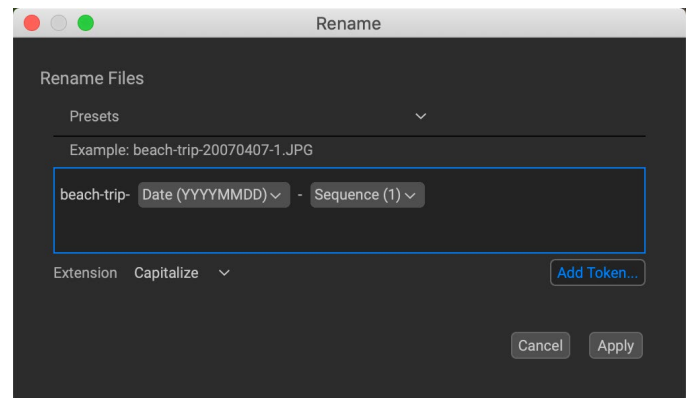 Rename
Rename Files
Presets
Example: beach-trip-20070407-1.JPG
beach-trip- Date (YYYYMMDD) - Sequence (1)
Extension Capitalize Add Token...
Cancel Apply